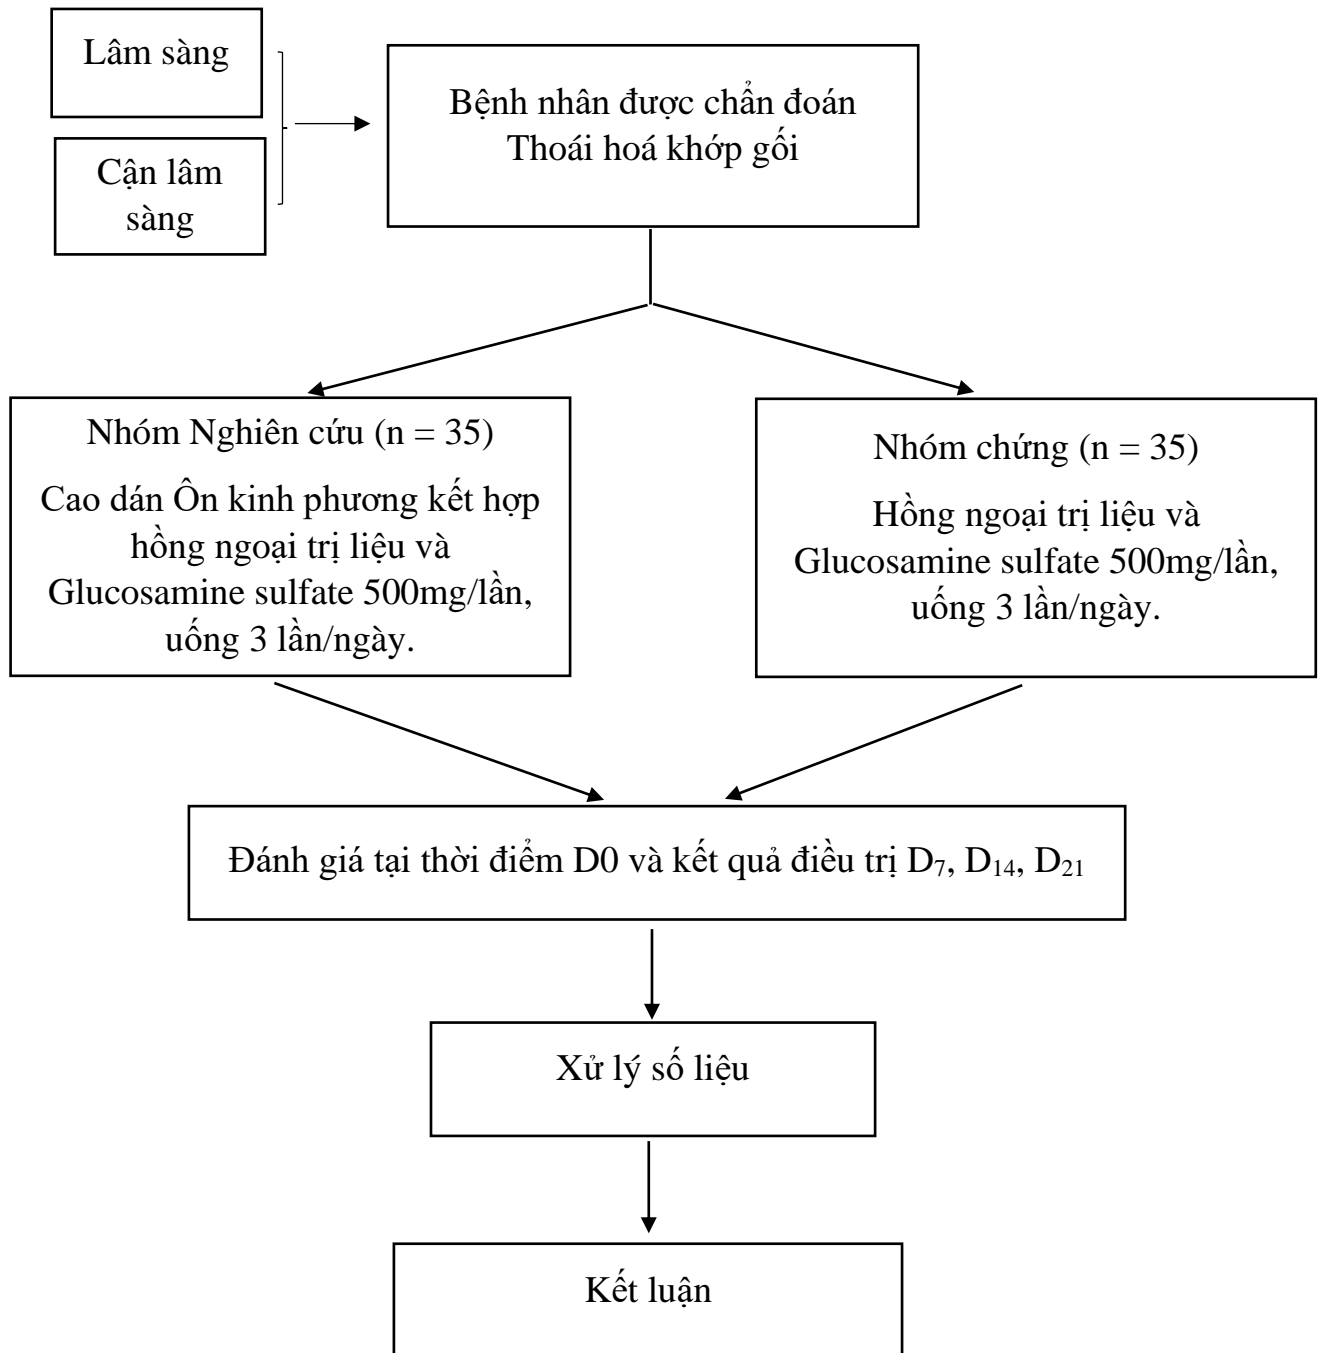 Lâm sàng
Cận lâm
sàng
Bệnh nhân được chẩn đoán
Thoái hoá khớp gối
Nhóm Nghiên cứu (n = 35)
Cao dán Ôn kinh phương kết hợp
hồng ngoại trị liệu và
Glucosamine sulfate 500mg/lần,
uống 3 lần/ngày.
Nhóm chứng (n = 35)
Hồng ngoại trị liệu và
Glucosamine sulfate 500mg/lần,
uống 3 lần/ngày.
Đánh giá tại thời điểm D0 và kết quả điều trị D₇, D₁₄, D₂₁
Xử lý số liệu
Kết luận